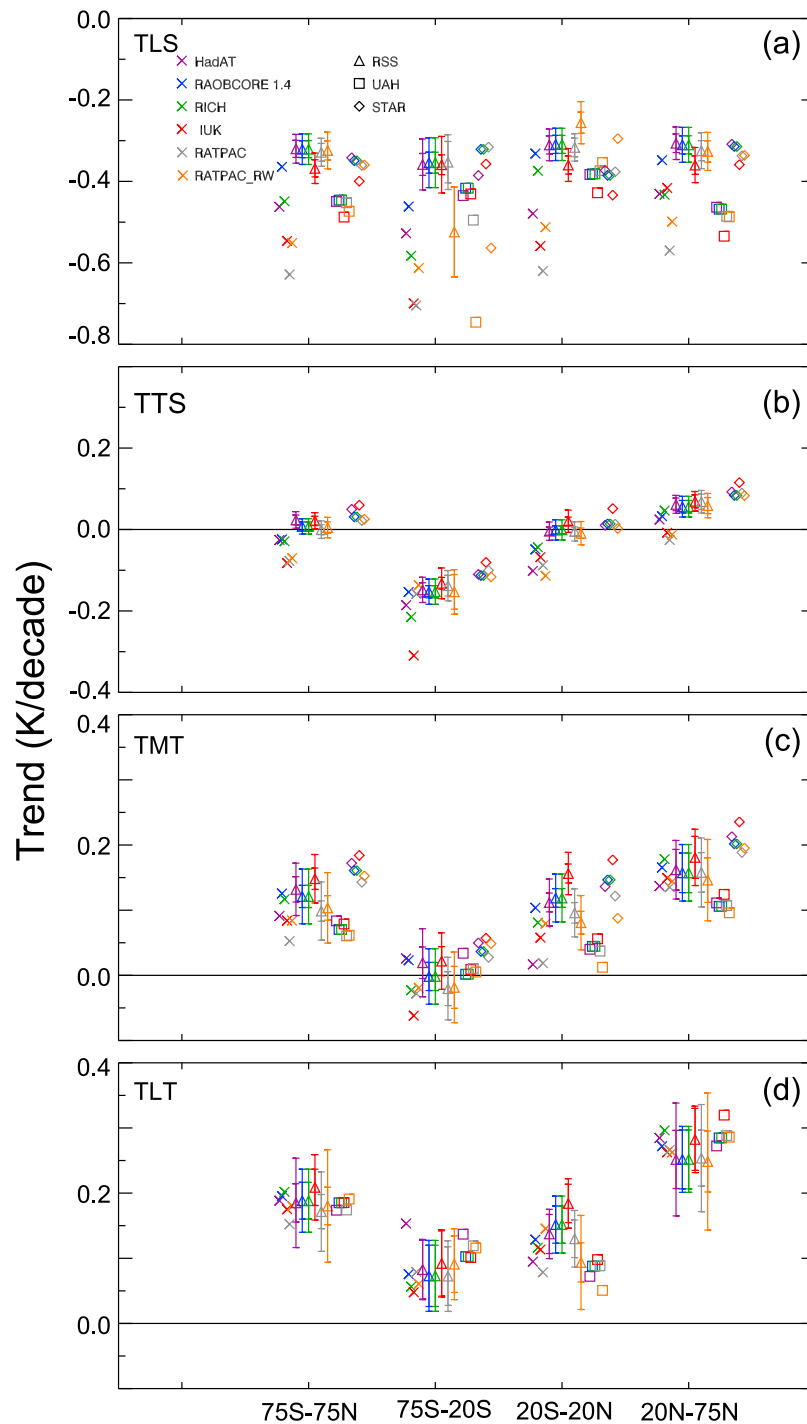 0.0
TLS
(a)
HadAT
RSS
RAOBCORE 1.4
UAH
RICH
STAR
IUK
RATPAC
RATPAC_RW
-0.2
-0.4
-0.6
-0.8
TTS
(b)
0.2
0.0
-0.2
-0.4
Trend (K/decade)
0.4
TMT
(c)
0.2
0.0
0.4
TLT
(d)
0.2
0.0
75S-75N
75S-20S
20S-20N
20N-75N